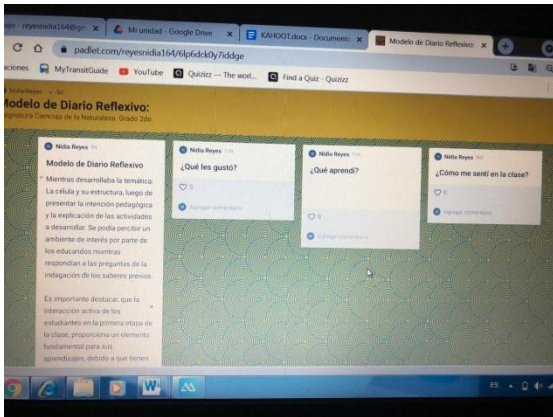 Mi unidad - Google Drive
KAHOOT.docx - Documento
Modelo de Diario Reflexivo:
padlet.com/reyesnidia164/6lp6dck0y7iddge
MyTransitGuide
YouTube
Quizizz — The worl...
Find a Quiz - Quizizz
Nidia Reyes
Modelo de Diario Reflexivo:
Ciencias de la Naturaleza. Grado 2do
Nidia Reyes
Modelo de Diario Reflexivo
Mientras desarrollaba la temática:
La célula y su estructura, luego de
presentar la intención pedagógica
y la explicación de las actividades
a desarrollar. Se podía percibir un
ambiente de interés por parte de
los educandos mientras
respondían a las preguntas de la
indagación de los saberes previos.
Es importante destacar, que la
interacción activa de los
estudiantes en la primera etapa de
la clase, proporciona un elemento
fundamental para sus
aprendizajes, debido a que tienen
Nidia Reyes 1m
¿Qué les gustó?
0
Agregar comentario
Nidia Reyes 1m
¿Qué aprendí?
0
Agregar comentario
Nidia Reyes
¿Cómo me sentí en la clase?
0
Agregar comentario
ES